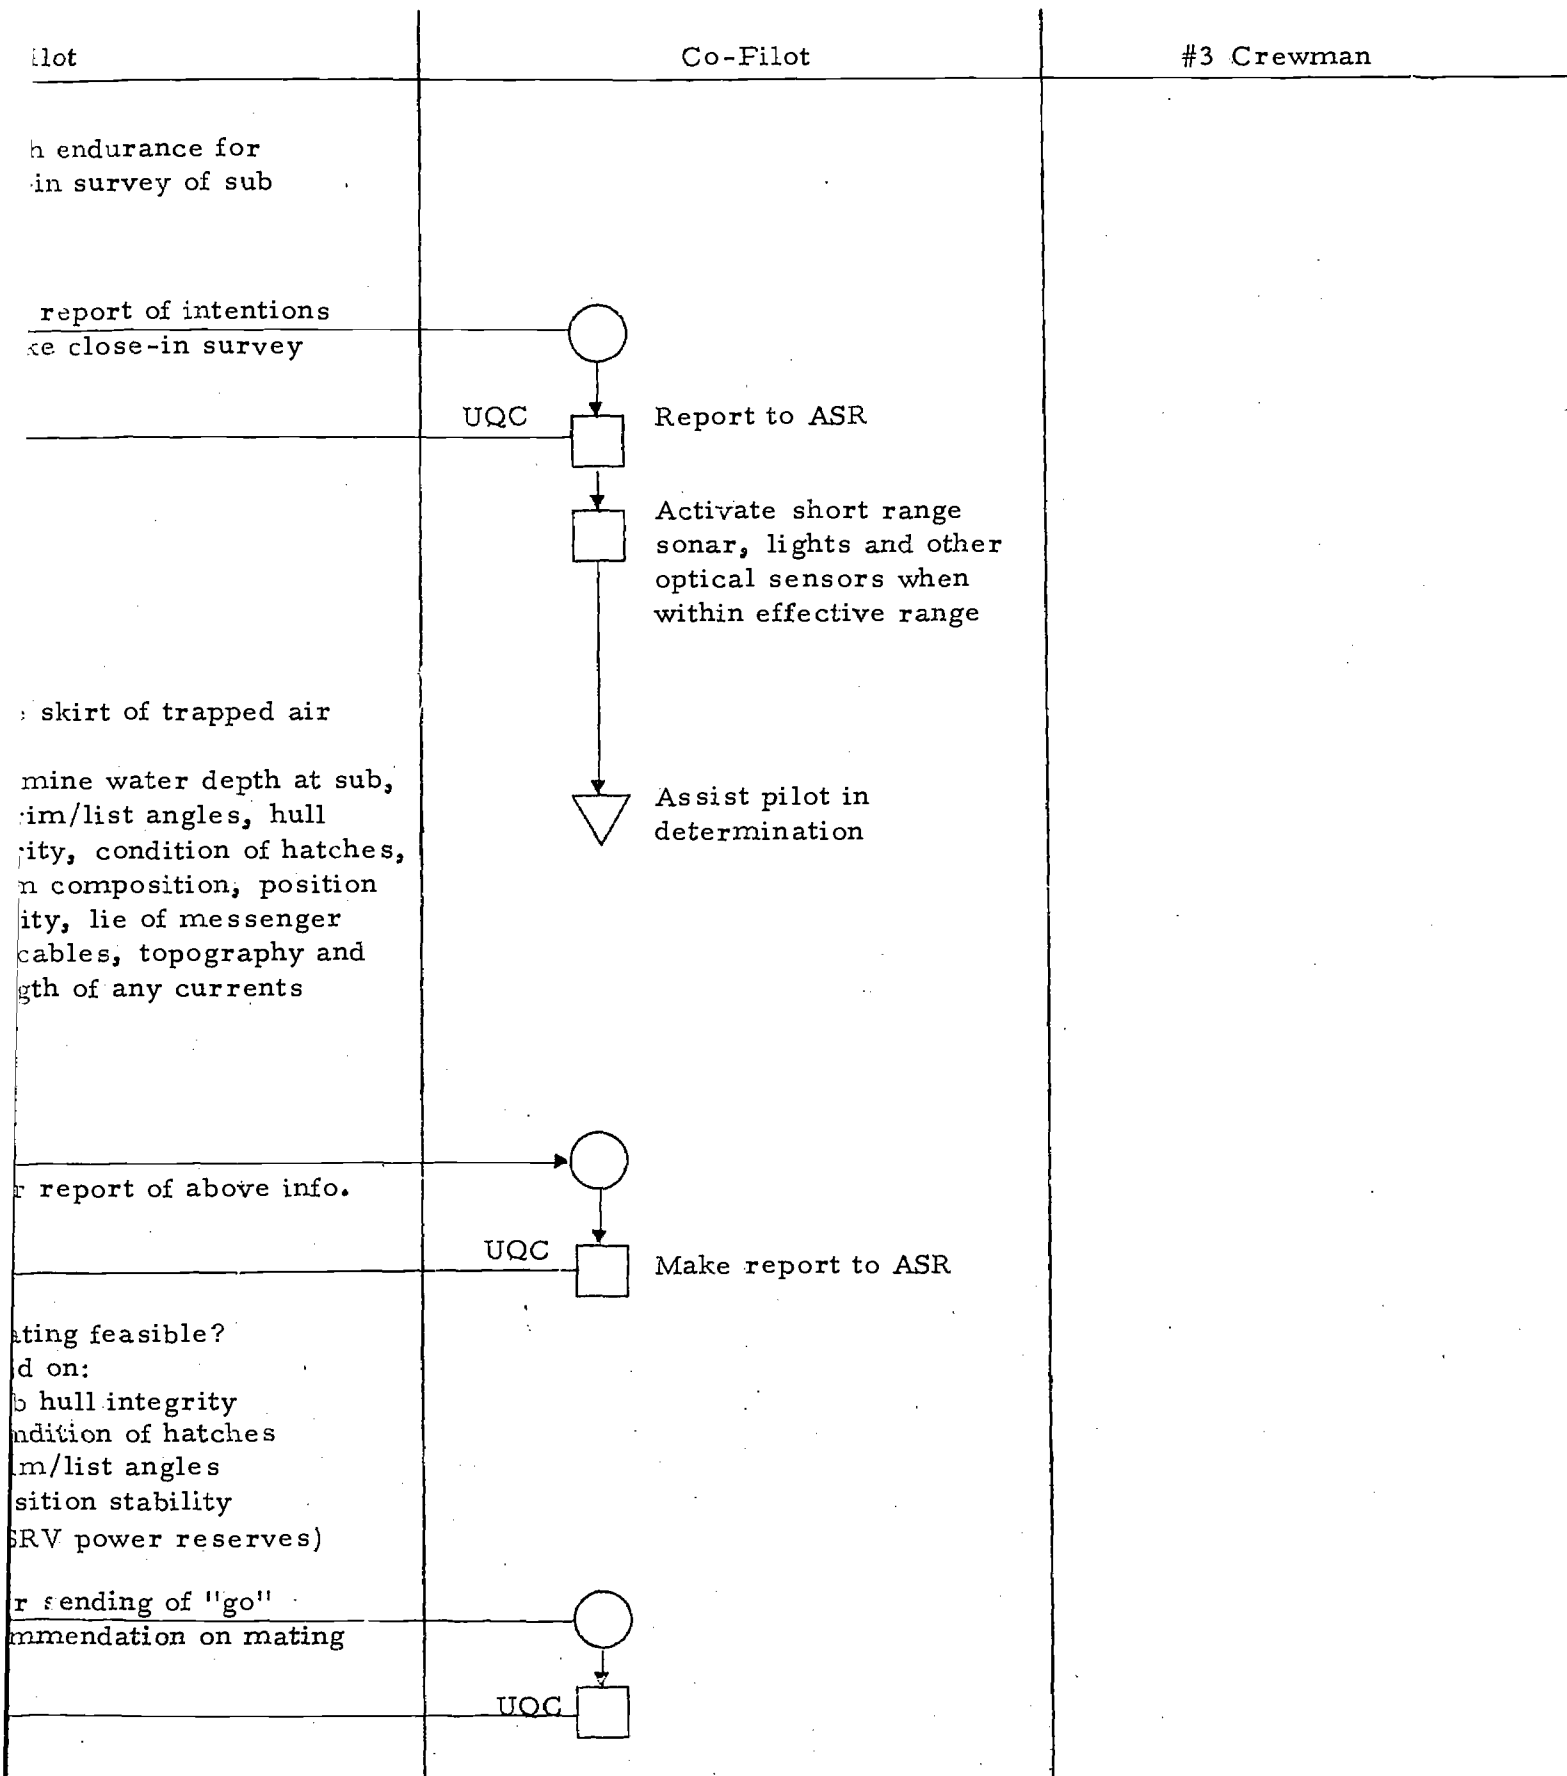 Co-Pilot
#3 Crewman
endurance for
in survey of sub
report of intentions
close-in survey
UQC
Report to ASR
Activate short range
sonar, lights and other
optical sensors when
within effective range
skirt of trapped air
mine water depth at sub,
im/list angles, hull
ity, condition of hatches,
composition, position
ity, lie of messenger
cables, topography and
gth of any currents
Assist pilot in
determination
report of above info.
UQC
Make report to ASR
ting feasible?
d on:
hull integrity
ndition of hatches
m/list angles
sition stability
SRV power reserves)
r sending of "go"
mmendation on mating
UQC